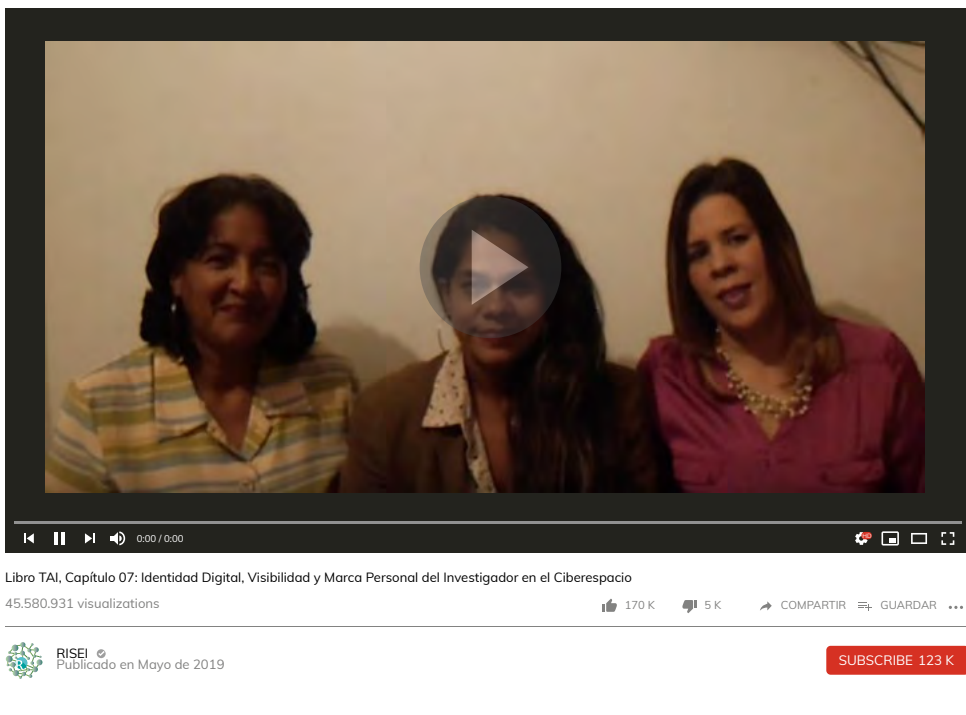 0:00 / 0:00
HD
Libro TAI, Capítulo 07: Identidad Digital, Visibilidad y Marca Personal del Investigador en el Ciberespacio
45.580.931 visualizations
170 K
5 K
COMPARTIR
GUARDAR
RISEI
Publicado en Mayo de 2019
SUBSCRIBE 123 K